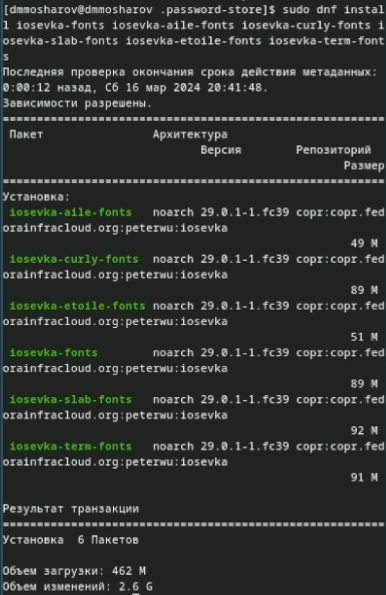 [dmmosharov@dmmosharov .password-store]$ sudo dnf instal
l iosevka-fonts iosevka-aile-fonts iosevka-curly-fonts i
osevka-slab-fonts iosevka-etoile-fonts iosevka-term-font
s
Последняя проверка окончания срока действия метаданных:
0:00:12 назад, Сб 16 мар 2024 20:41:48.
Зависимости разрешены.
========================================================
Пакет Архитектура
Версия Репозиторий
Размер
========================================================
Установка:
iosevka-aile-fonts noarch 29.0.1-1.fc39 copr:copr.fed
orainfracloud.org:peterwu:iosevka
49 M
iosevka-curly-fonts noarch 29.0.1-1.fc39 copr:copr.fed
orainfracloud.org:peterwu:iosevka
89 M
iosevka-etoile-fonts noarch 29.0.1-1.fc39 copr:copr.fed
orainfracloud.org:peterwu:iosevka
51 M
iosevka-fonts noarch 29.0.1-1.fc39 copr:copr.fed
orainfracloud.org:peterwu:iosevka
89 M
iosevka-slab-fonts noarch 29.0.1-1.fc39 copr:copr.fed
orainfracloud.org:peterwu:iosevka
92 M
iosevka-term-fonts noarch 29.0.1-1.fc39 copr:copr.fed
orainfracloud.org:peterwu:iosevka
91 M
Результат транзакции
========================================================
Установка 6 Пакетов
Объем загрузки: 462 M
Объем изменений: 2.6 G